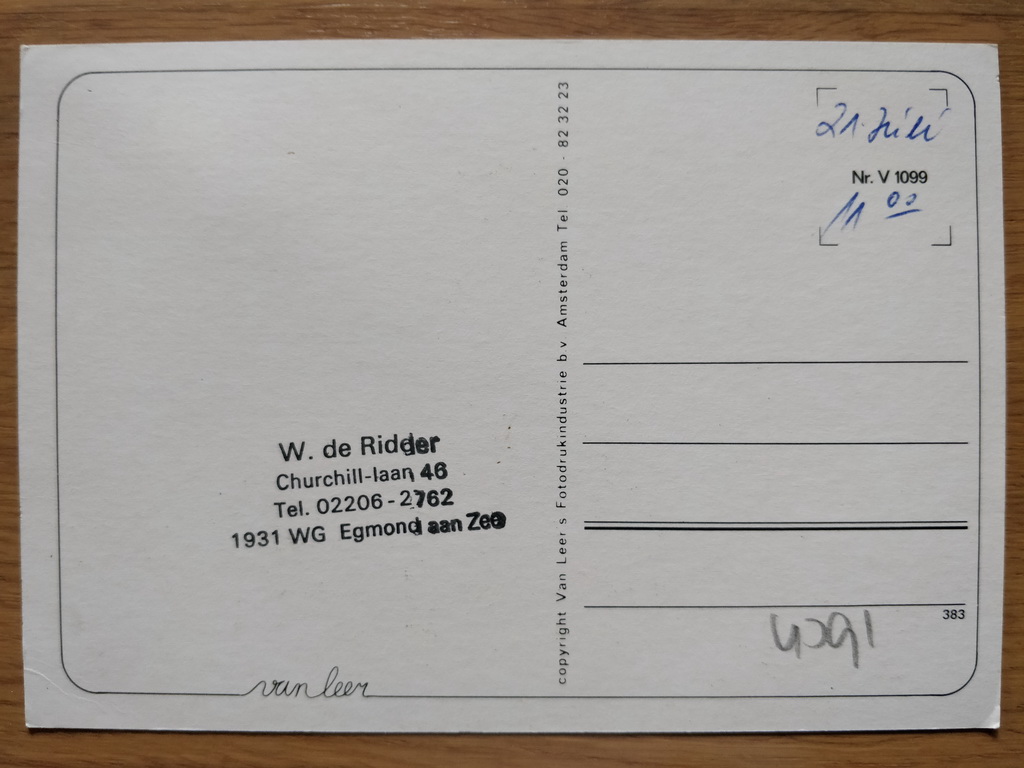 21. Juli
Nr. V 1099
11 00
W. de Ridder
Churchill-laan 46
Tel. 02206-2762
1931 WG Egmond aan Zee
copyright Van Leer s Fotodrukindustrie b.v. Amsterdam Tel 020 - 82 32 23
383
4091
van leer